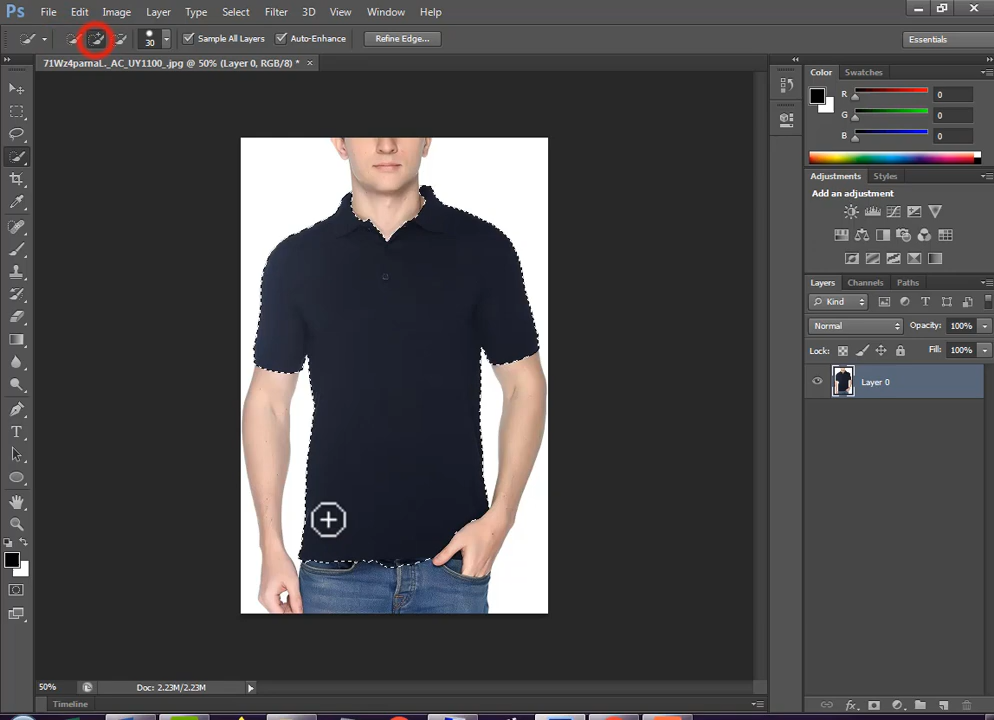 Ps File Edit Image Layer Type Select Filter 3D View Window Help
30 Sample All Layers Auto-Enhance Refine Edge... Essentials
71Wz4pamaL._AC_UY1100_.jpg @ 50% (Layer 0, RGB/8) * ×
Color Swatches
R 0
G 0
B 0
Adjustments Styles
Add an adjustment
Layers Channels Paths
Kind
Normal Opacity: 100%
Lock: Fill: 100%
Layer 0
T
50% Doc: 2.23M/2.23M
fx
Timeline